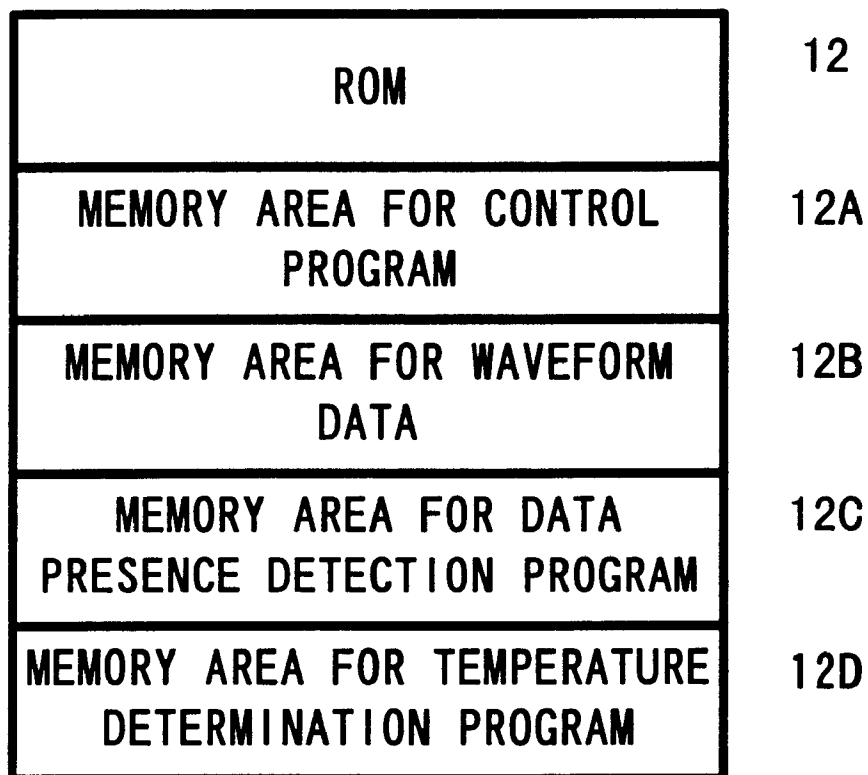 ROM
12
MEMORY AREA FOR CONTROL
PROGRAM
12A
MEMORY AREA FOR WAVEFORM
DATA
12B
MEMORY AREA FOR DATA
PRESENCE DETECTION PROGRAM
12C
MEMORY AREA FOR TEMPERATURE
DETERMINATION PROGRAM
12D